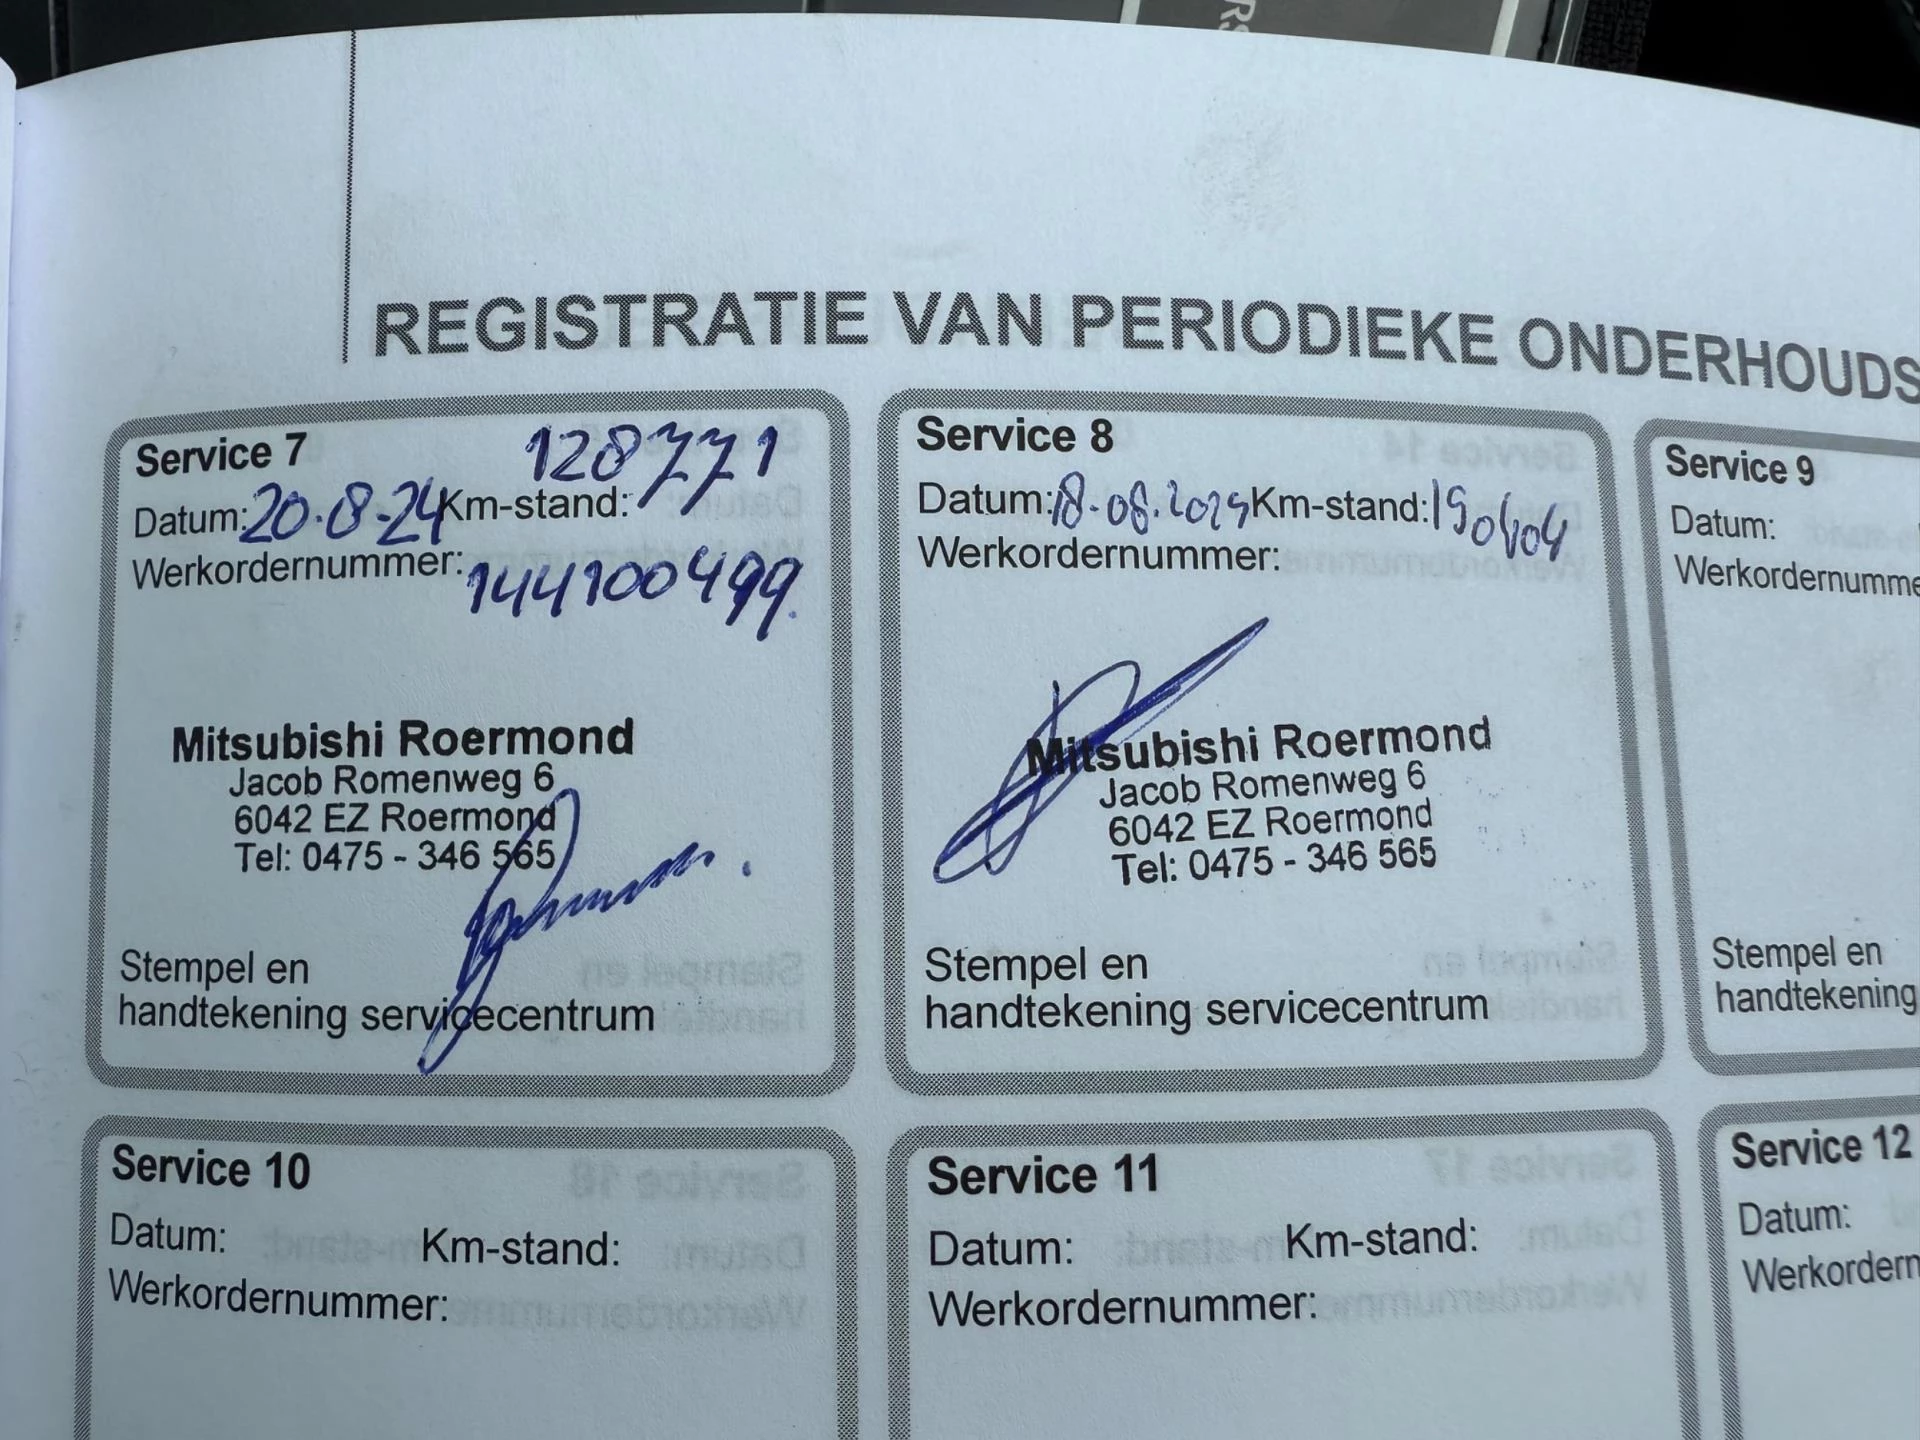 RS
REGISTRATIE VAN PERIODIEKE ONDERHOUDS
Service 7
128771
Datum: 20-8-24 Km-stand:
Werkordernummer:
144100499.
Mitsubishi Roermond
Jacob Romenweg 6
6042 EZ Roermond
Tel: 0475 - 346 565
Stempel en
handtekening servicecentrum
Service 8
Datum: 18-08-2025 Km-stand:
Werkordernummer:
Mitsubishi Roermond
Jacob Romenweg 6
6042 EZ Roermond
Tel: 0475 - 346 565
Stempel en
handtekening servicecentrum
Service 9
Datum:
Werkordernumme
Stempel en
handtekening
Service 10
Datum: Km-stand:
Werkordernummer:
Service 11
Datum: Km-stand:
Werkordernummer:
Service 12
Datum:
Werkordern